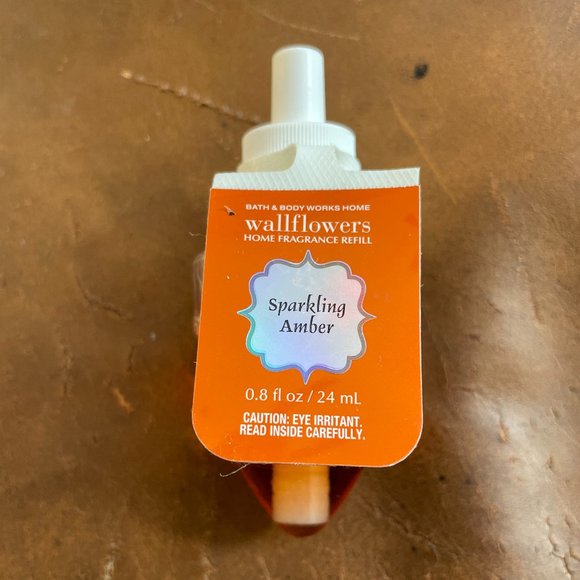 BATH & BODY WORKS HOME
wallflowers
HOME FRAGRANCE REFILL
Sparkling
Amber
0.8 fl oz / 24 mL
CAUTION: EYE IRRITANT.
READ INSIDE CAREFULLY.